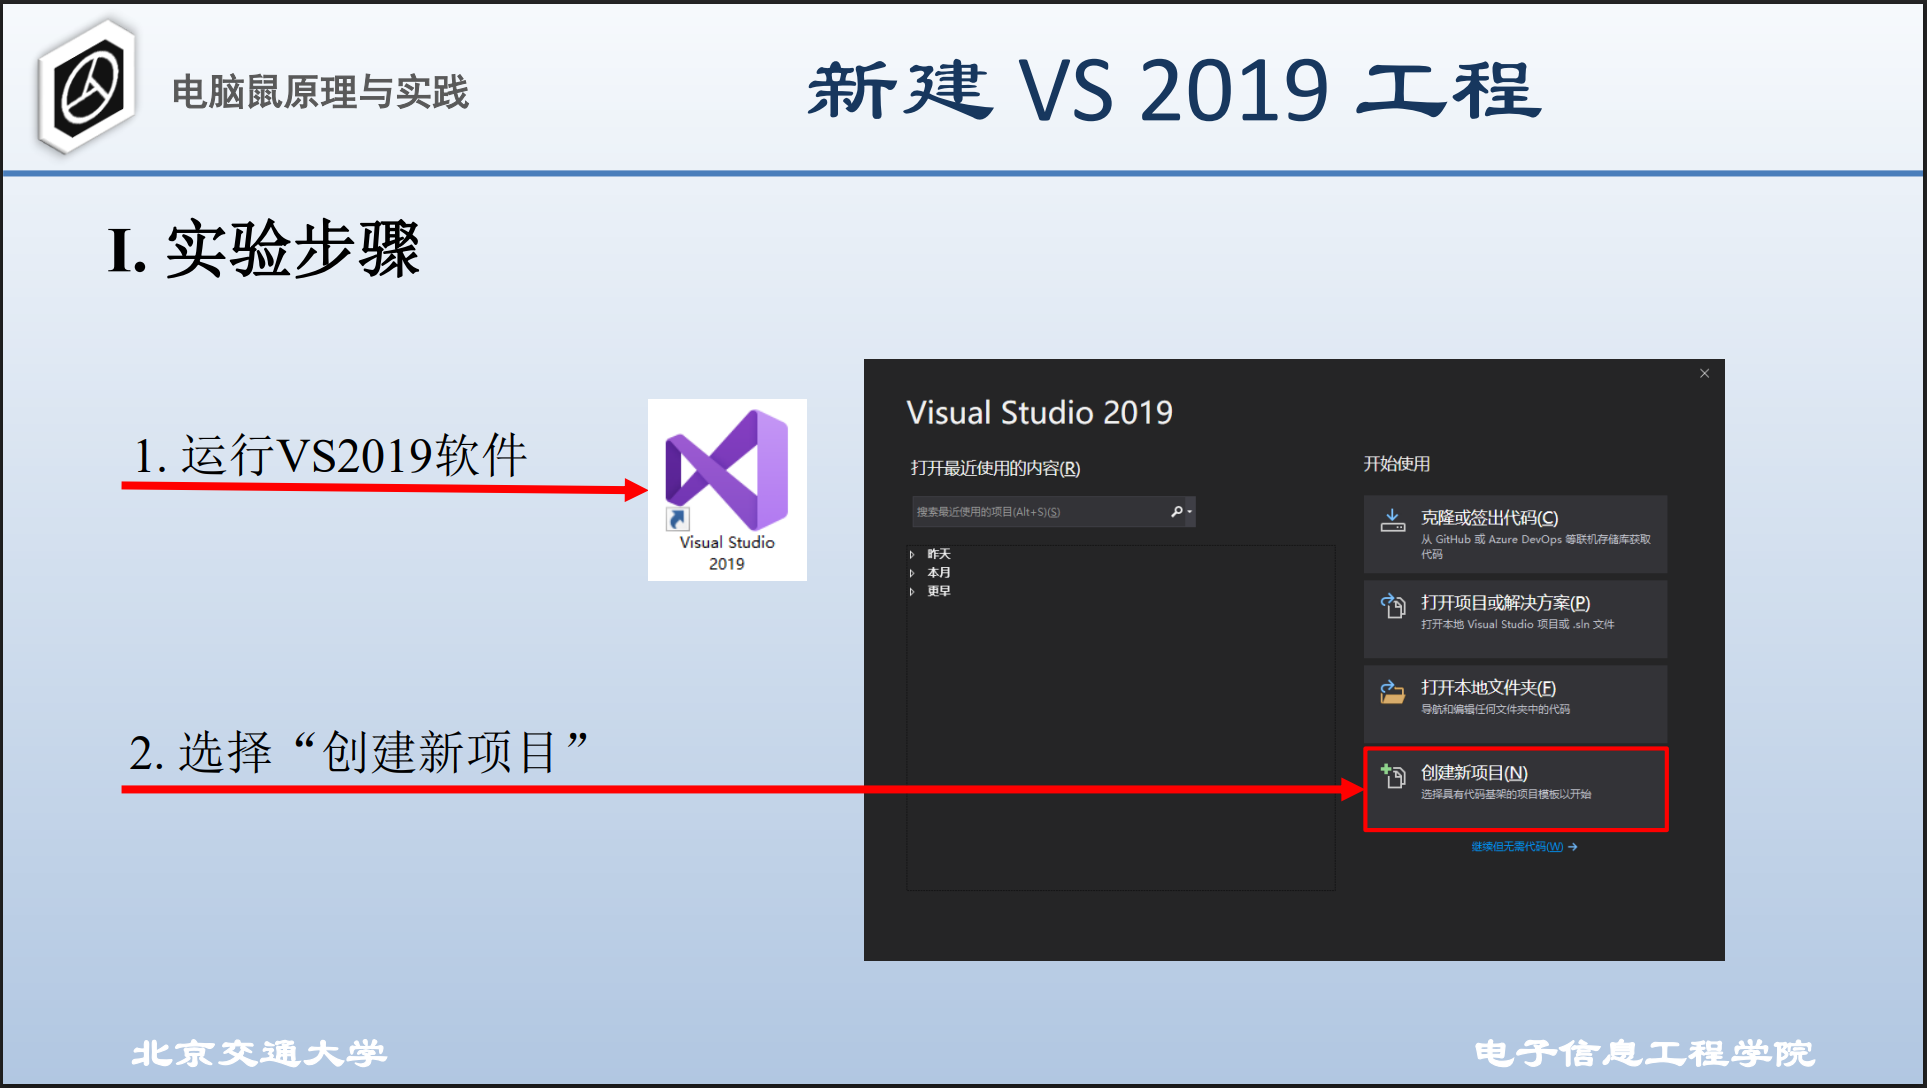 电脑鼠原理与实践
新建 VS 2019 工程
I. 实验步骤
1. 运行VS2019软件
Visual Studio
2019
2. 选择“创建新项目”
Visual Studio 2019
打开最近使用的内容(R)
搜索最近使用的项目(Alt+S)(S)
昨天
本月
更早
开始使用
克隆或签出代码(C)
从 GitHub 或 Azure DevOps 等联机存储库获取
代码
打开项目或解决方案(P)
打开本地 Visual Studio 项目或 .sln 文件
打开本地文件夹(F)
导航和编辑任何文件夹中的代码
创建新项目(N)
选择具有代码基架的项目模板以开始
继续但无需代码(W) →
北京交通大学
电子信息工程学院